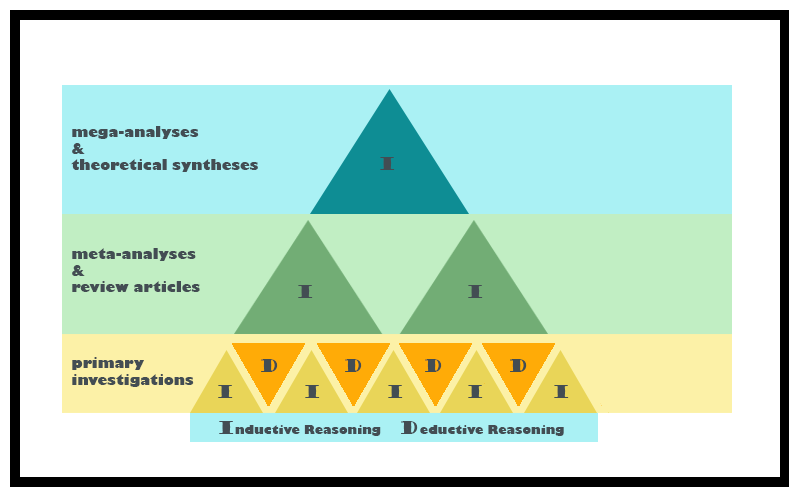 mega-analyses
&
theoretical syntheses
I
meta-analyses
&
review articles
I I
primary
investigations
D D D D
I I I I I
Inductive Reasoning Deductive Reasoning